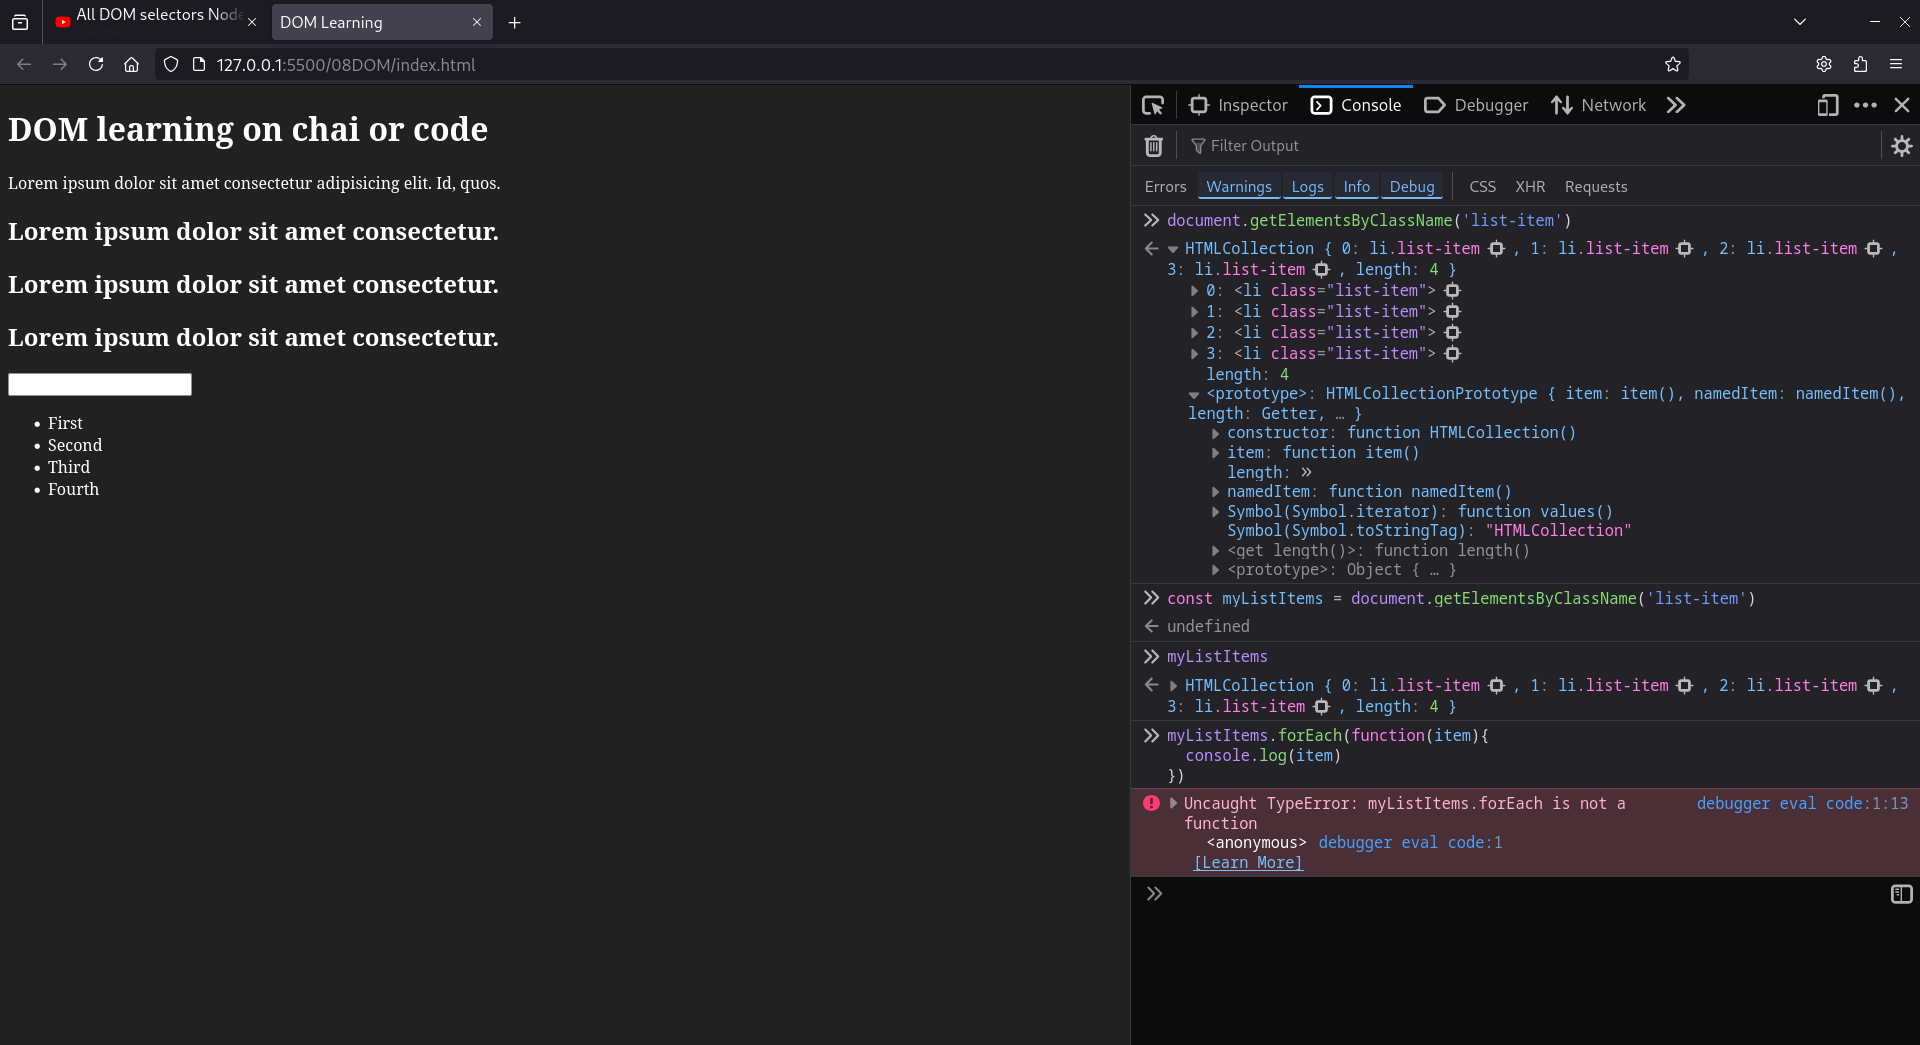 All DOM selectors Node
DOM Learning
127.0.0.1:5500/08DOM/index.html
DOM learning on chai or code
Lorem ipsum dolor sit amet consectetur adipisicing elit. Id, quos.
Lorem ipsum dolor sit amet consectetur.
Lorem ipsum dolor sit amet consectetur.
Lorem ipsum dolor sit amet consectetur.
• First
• Second
• Third
• Fourth
Inspector Console Debugger Network
Filter Output
Errors Warnings Logs Info Debug CSS XHR Requests
document.getElementsByClassName('list-item')
HTMLCollection { 0: li.list-item , 1: li.list-item , 2: li.list-item ,
3: li.list-item , length: 4 }
0: <li class="list-item">
1: <li class="list-item">
2: <li class="list-item">
3: <li class="list-item">
length: 4
<prototype>: HTMLCollectionPrototype { item: item(), namedItem: namedItem(),
length: Getter, … }
constructor: function HTMLCollection()
item: function item()
length: »
namedItem: function namedItem()
Symbol(Symbol.iterator): function values()
Symbol(Symbol.toStringTag): "HTMLCollection"
<get length()>: function length()
<prototype>: Object { … }
const myListItems = document.getElementsByClassName('list-item')
undefined
myListItems
HTMLCollection { 0: li.list-item , 1: li.list-item , 2: li.list-item ,
3: li.list-item , length: 4 }
myListItems.forEach(function(item){
console.log(item)
})
Uncaught TypeError: myListItems.forEach is not a debugger eval code:1:13
function
<anonymous> debugger eval code:1
[Learn More]